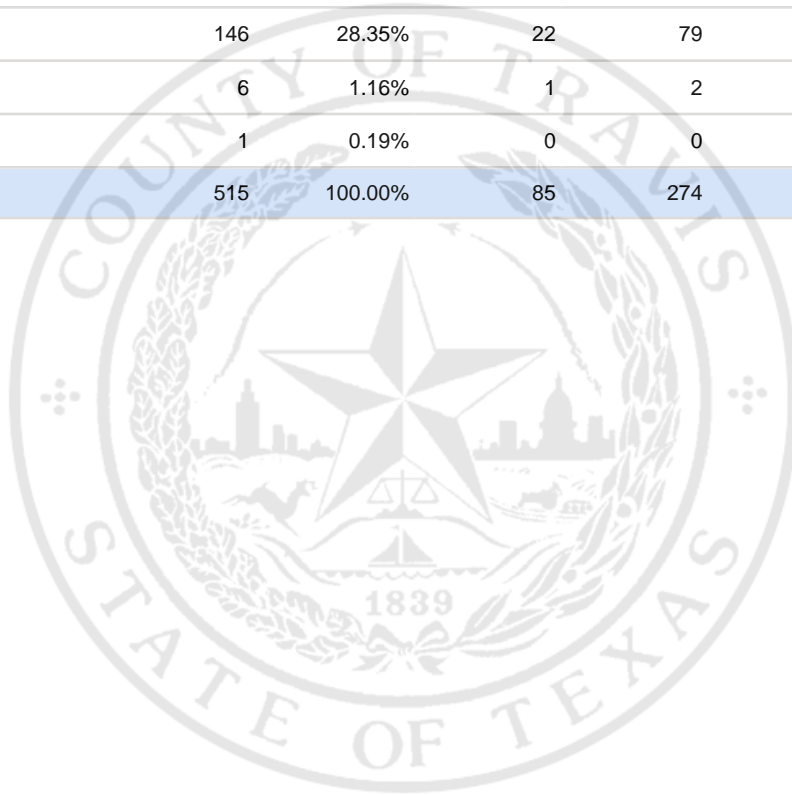 146 28.35% 22 79
6 1.16% 1 2
1 0.19% 0 0
515 100.00% 85 274
COUNTY OF TRAVIS
1839
STATE OF TEXAS